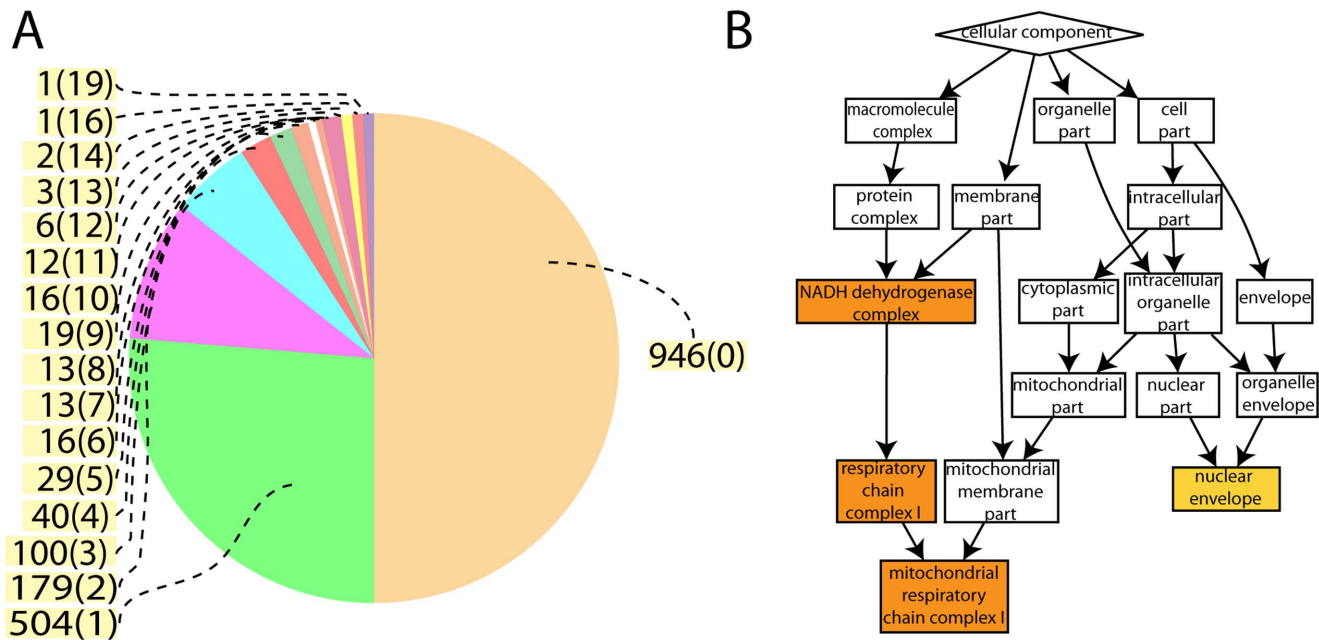 A
1(19)
1(16)
2(14)
3(13)
6(12)
12(11)
16(10)
19(9)
13(8)
13(7)
16(6)
29(5)
40(4)
100(3)
179(2)
504(1)
946(0)
B
cellular component
macromolecule
complex
organelle
part
cell
part
protein
complex
membrane
part
intracellular
part
NADH dehydrogenase
complex
cytoplasmic
part
intracellular
organelle
part
envelope
mitochondrial
part
nuclear
part
organelle
envelope
respiratory
chain
complex I
mitochondrial
membrane
part
nuclear
envelope
mitochondrial
respiratory
chain complex I